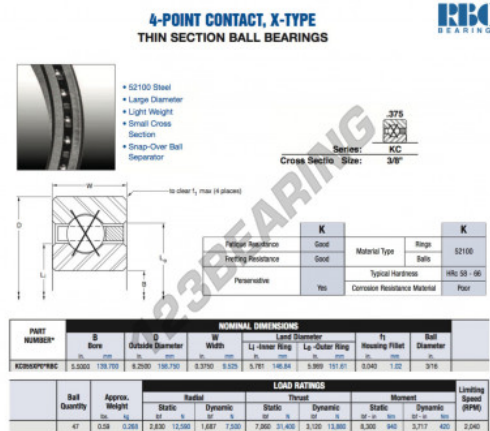 4-POINT CONTACT, X-TYPE
THIN SECTION BALL BEARINGS
RBC
BEARING
• 52100 Steel
• Large Diameter
• Light Weight
• Small Cross
Section
• Snap-Over Ball
Separator
.375
Series: KC
Cross Sectio Size: 3/8"
W
to clear f₁ max (4 places)
D
L
L
B
123BEARING
K K
Fatigue Resistance Good Material Type Rings 52100
Fretting Resistance Good Balls
Perservative Yes Typical Hardness HRc 58 - 66
Corrosion Resistance Material Poor
PART NUMBER* NOMINAL DIMENSIONS
B Bore D Outside Diameter W Width Land Diameter f1 Housing Fillet Ball Diameter
Li -Inner Ring Lo -Outer Ring
in. mm in. mm in. mm in. mm in. mm in. mm in.
5.5000 139.700 6.2500 158.750 0.3750 9.525 5.781 146.84 5.969 151.61 0.040 1.02 3/16
Ball Quantity Approx. Weight LOAD RATINGS Limiting Speed (RPM)
Radial Thrust Moment
Static Dynamic Static Dynamic Static Dynamic
lbs. kg lbf N lbf N lbf N lbf N lbf - in Nm lbf - in Nm
47 0.59 0.268 2,830 12,590 1,687 7,500 7,060 31,400 3,120 13,880 8,300 940 3,717 420 2,040